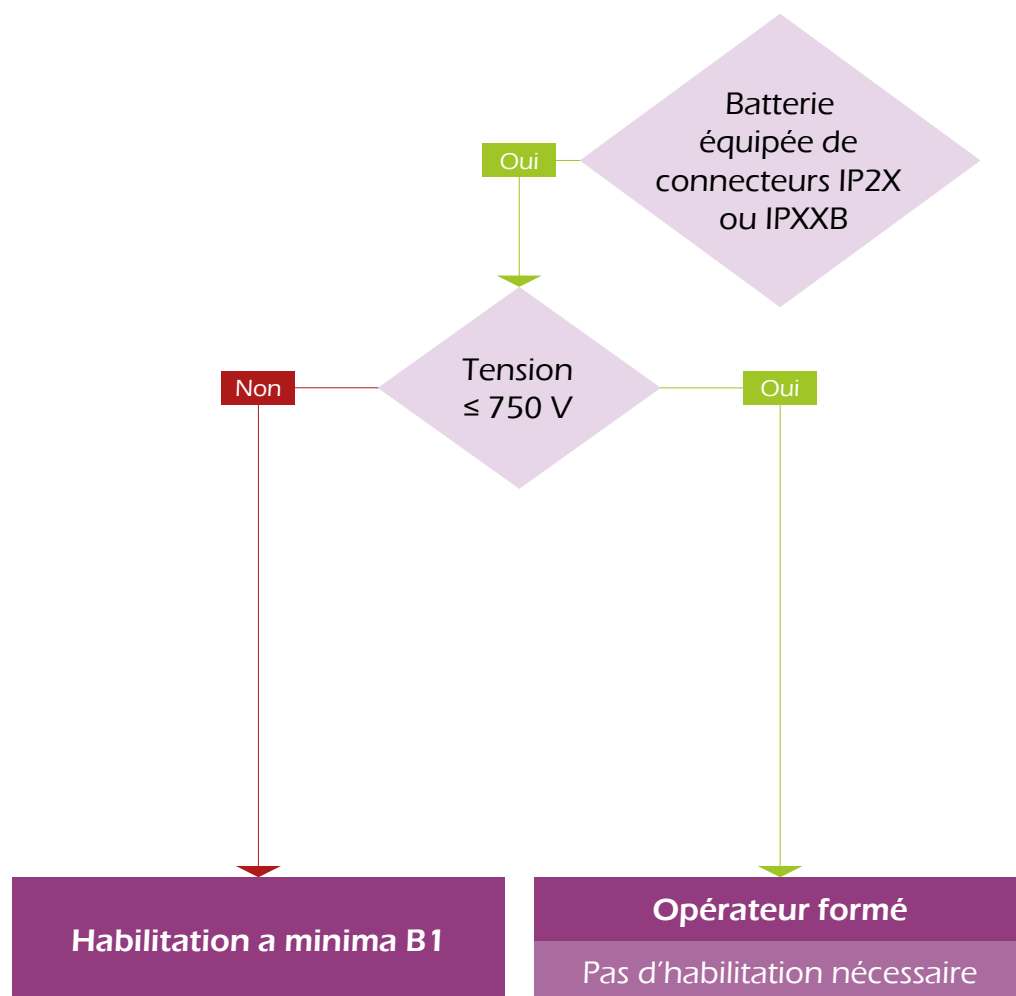 Batterie
équipée de
connecteurs IP2X
ou IPXXB
Oui
Tension
≤ 750 V
Non
Oui
Habilitation a minima B1
Opérateur formé
Pas d'habilitation nécessaire